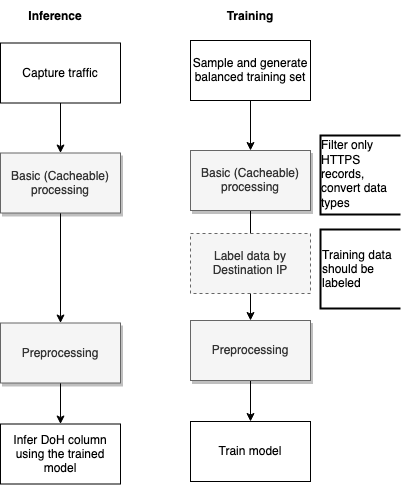 Inference
Training
Capture traffic
Sample and generate
balanced training set
Basic (Cacheable)
processing
Basic (Cacheable)
processing
Filter only
HTTPS
records,
convert data
types
Label data by
Destination IP
Training data
should be
labeled
Preprocessing
Preprocessing
Infer DoH column
using the trained
model
Train model